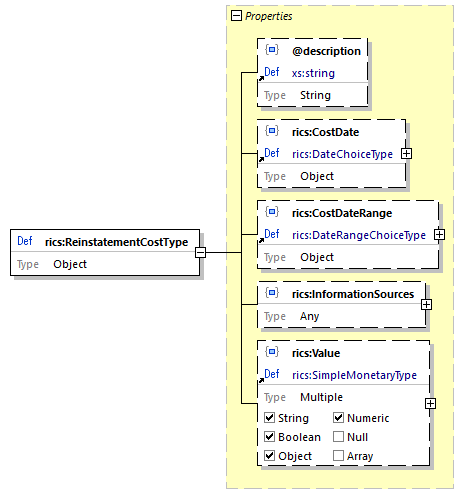 Properties
@description
Def xs:string
Type String
rics:CostDate
Def rics:DateChoiceType
Type Object
rics:CostDateRange
Def rics:DateRangeChoiceType
Type Object
Def rics:ReinstatementCostType
Type Object
rics:InformationSources
Type Any
rics:Value
Def rics:SimpleMonetaryType
Type Multiple
String Numeric
Boolean Null
Object Array